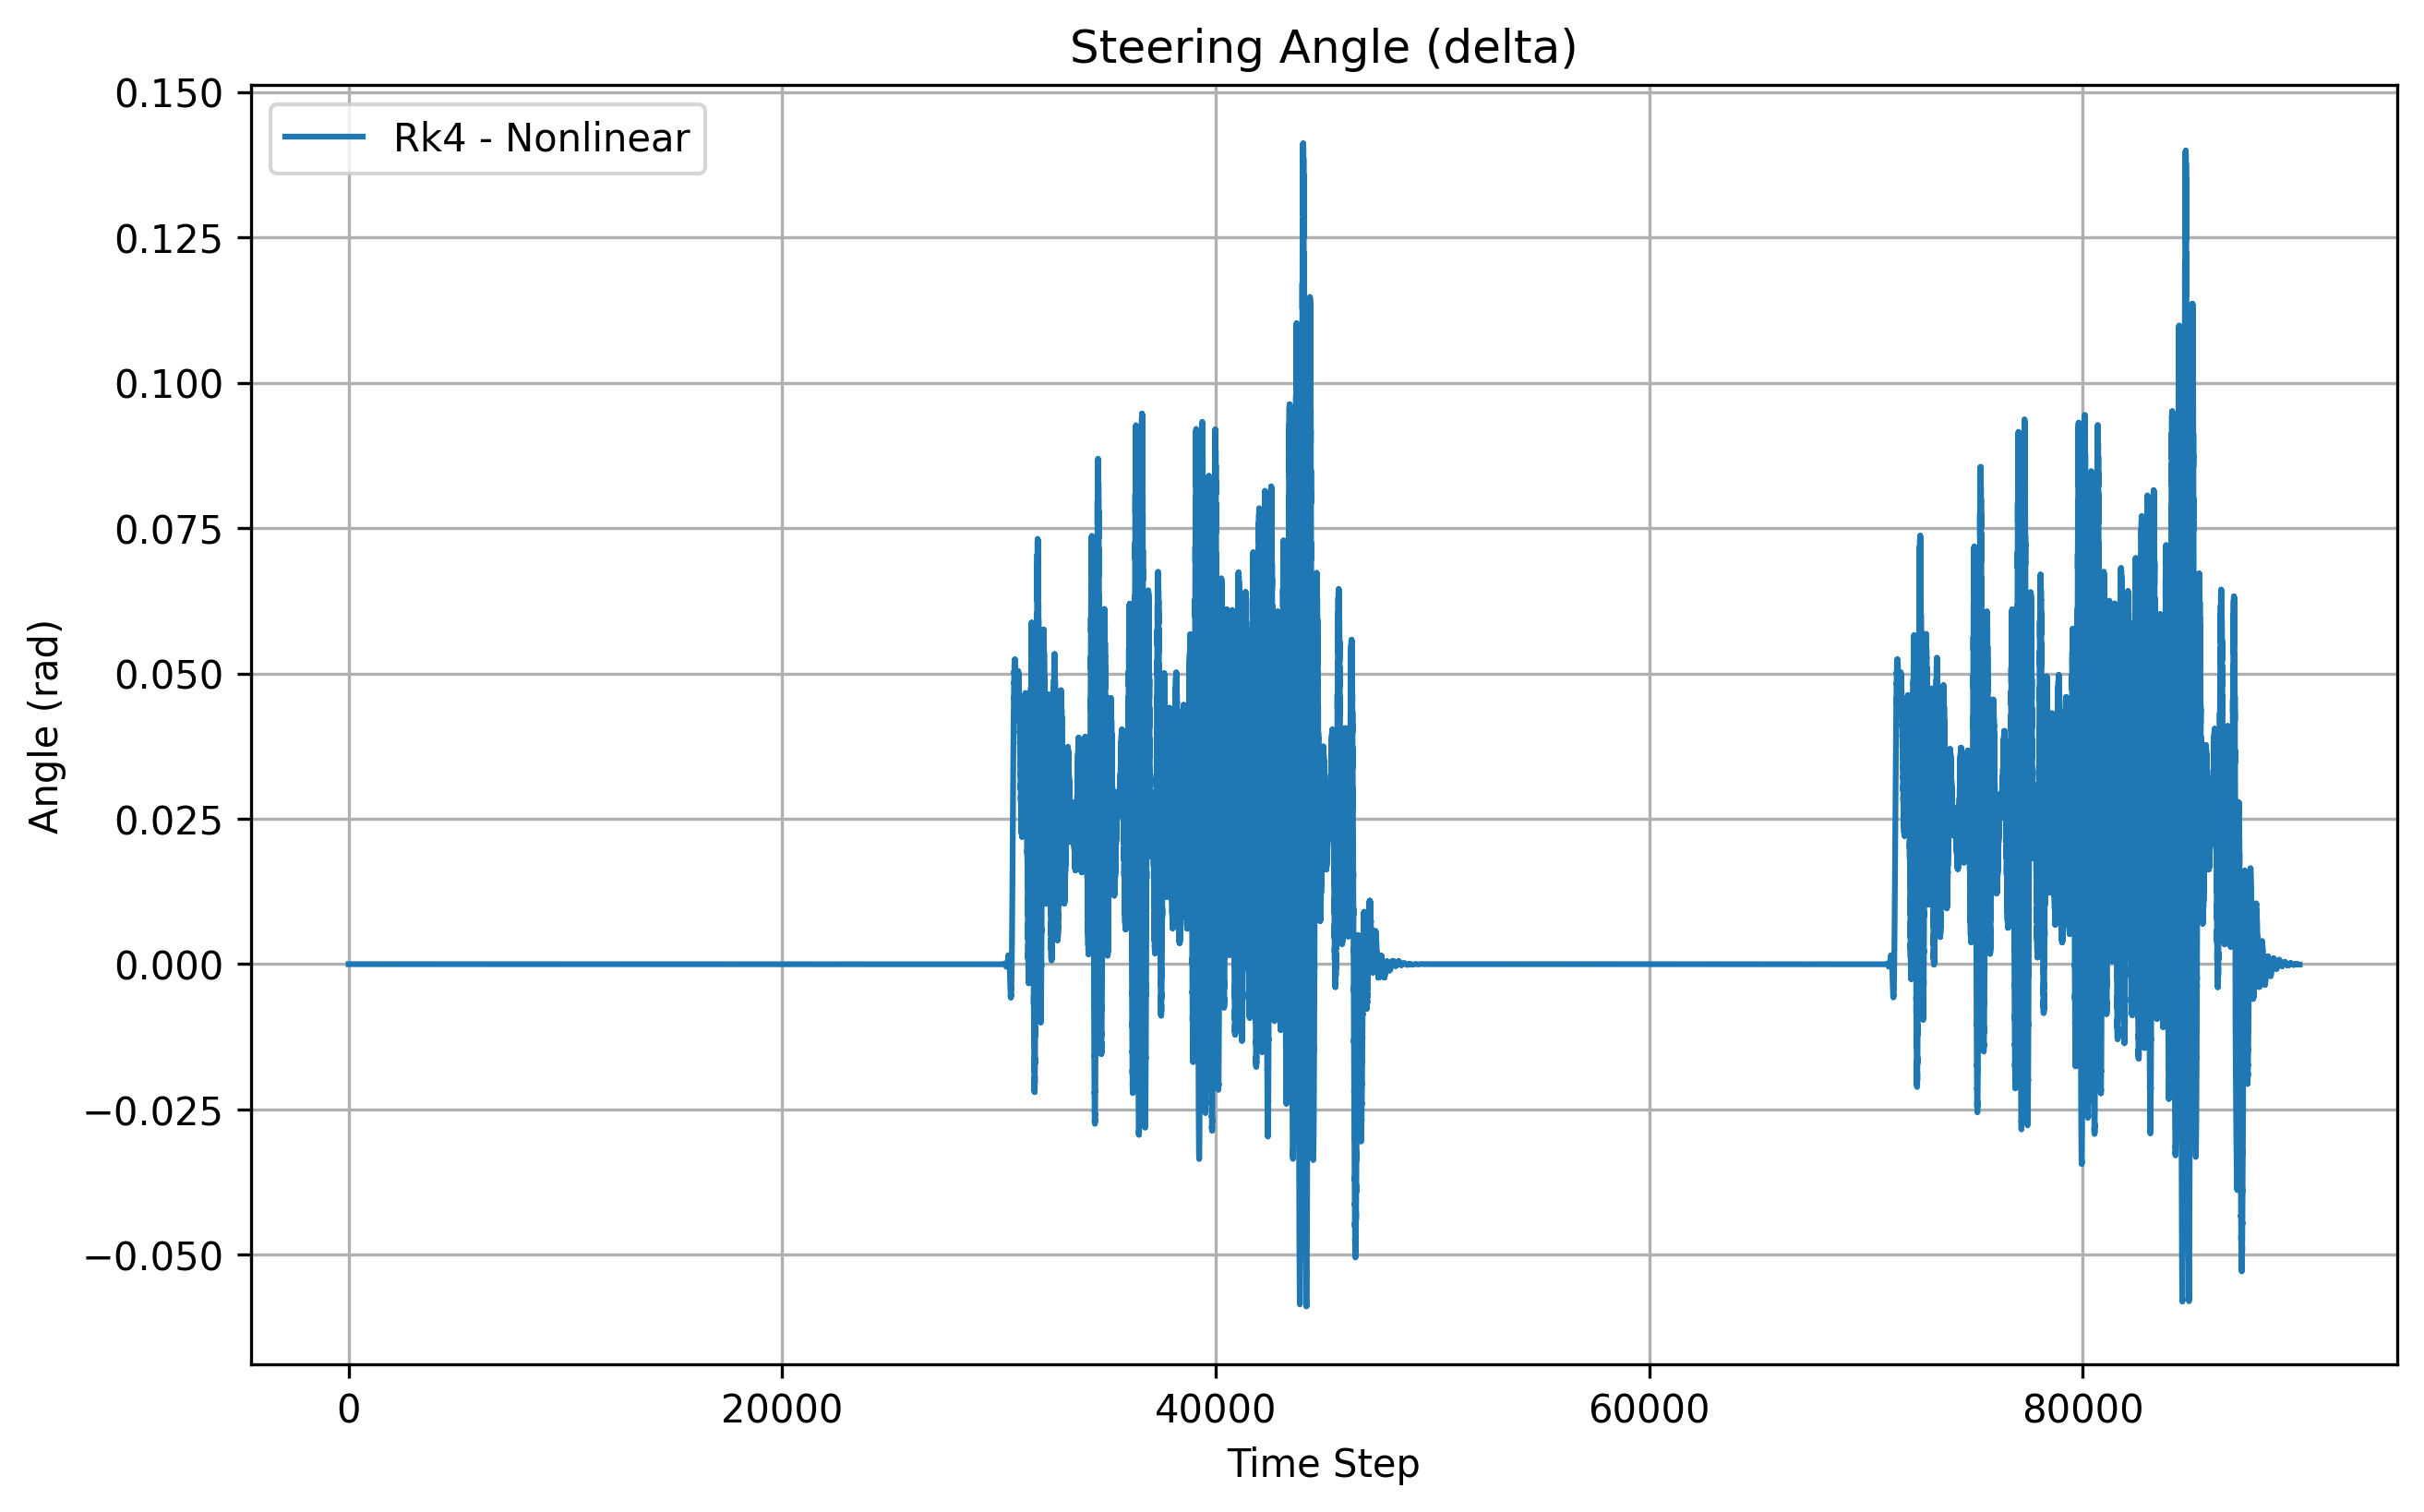 Steering Angle (delta)
Rk4 - Nonlinear
0.150
0.125
0.100
0.075
0.050
0.025
0.000
−0.025
−0.050
Angle (rad)
0 20000 40000 60000 80000
Time Step